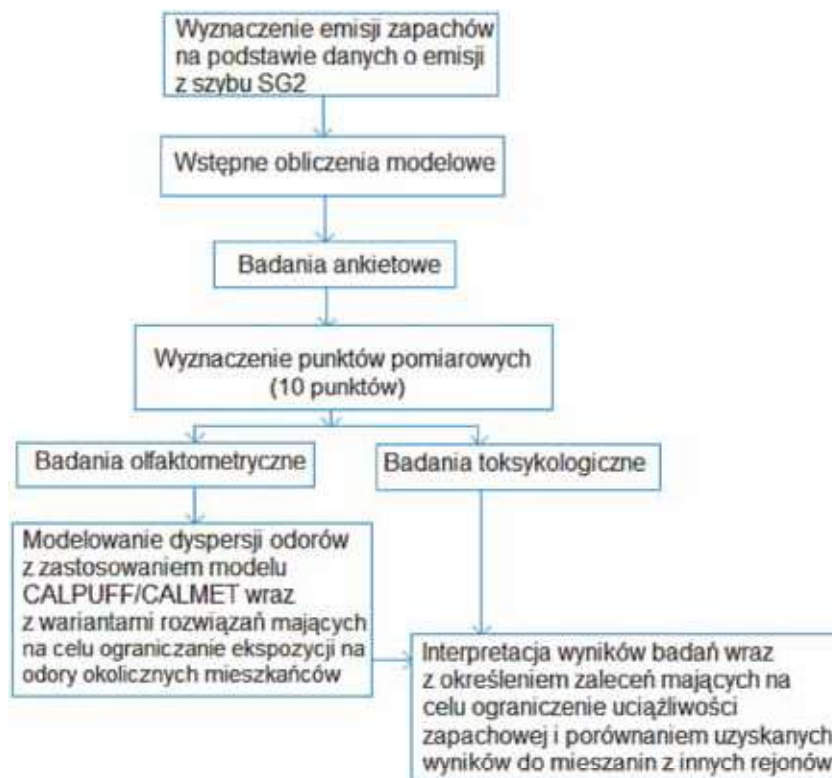 Wyznaczenie emisji zapachów
na podstawie danych o emisji
z szybu SG2
Wstępne obliczenia modelowe
Badania ankietowe
Wyznaczenie punktów pomiarowych
(10 punktów)
Badania olfaktometryczne
Badania toksykologiczne
Modelowanie dyspersji odorów
z zastosowaniem modelu
CALPUFF/CALMET wraz
z wariantami rozwiązań mających
na celu ograniczanie ekspozycji na
odory okolicznych mieszkańców
Interpretacja wyników badań wraz
z określeniem zaleceń mających na
celu ograniczenie uciążliwości
zapachowej i porównaniem uzyskanych
wyników do mieszanin z innych rejonów